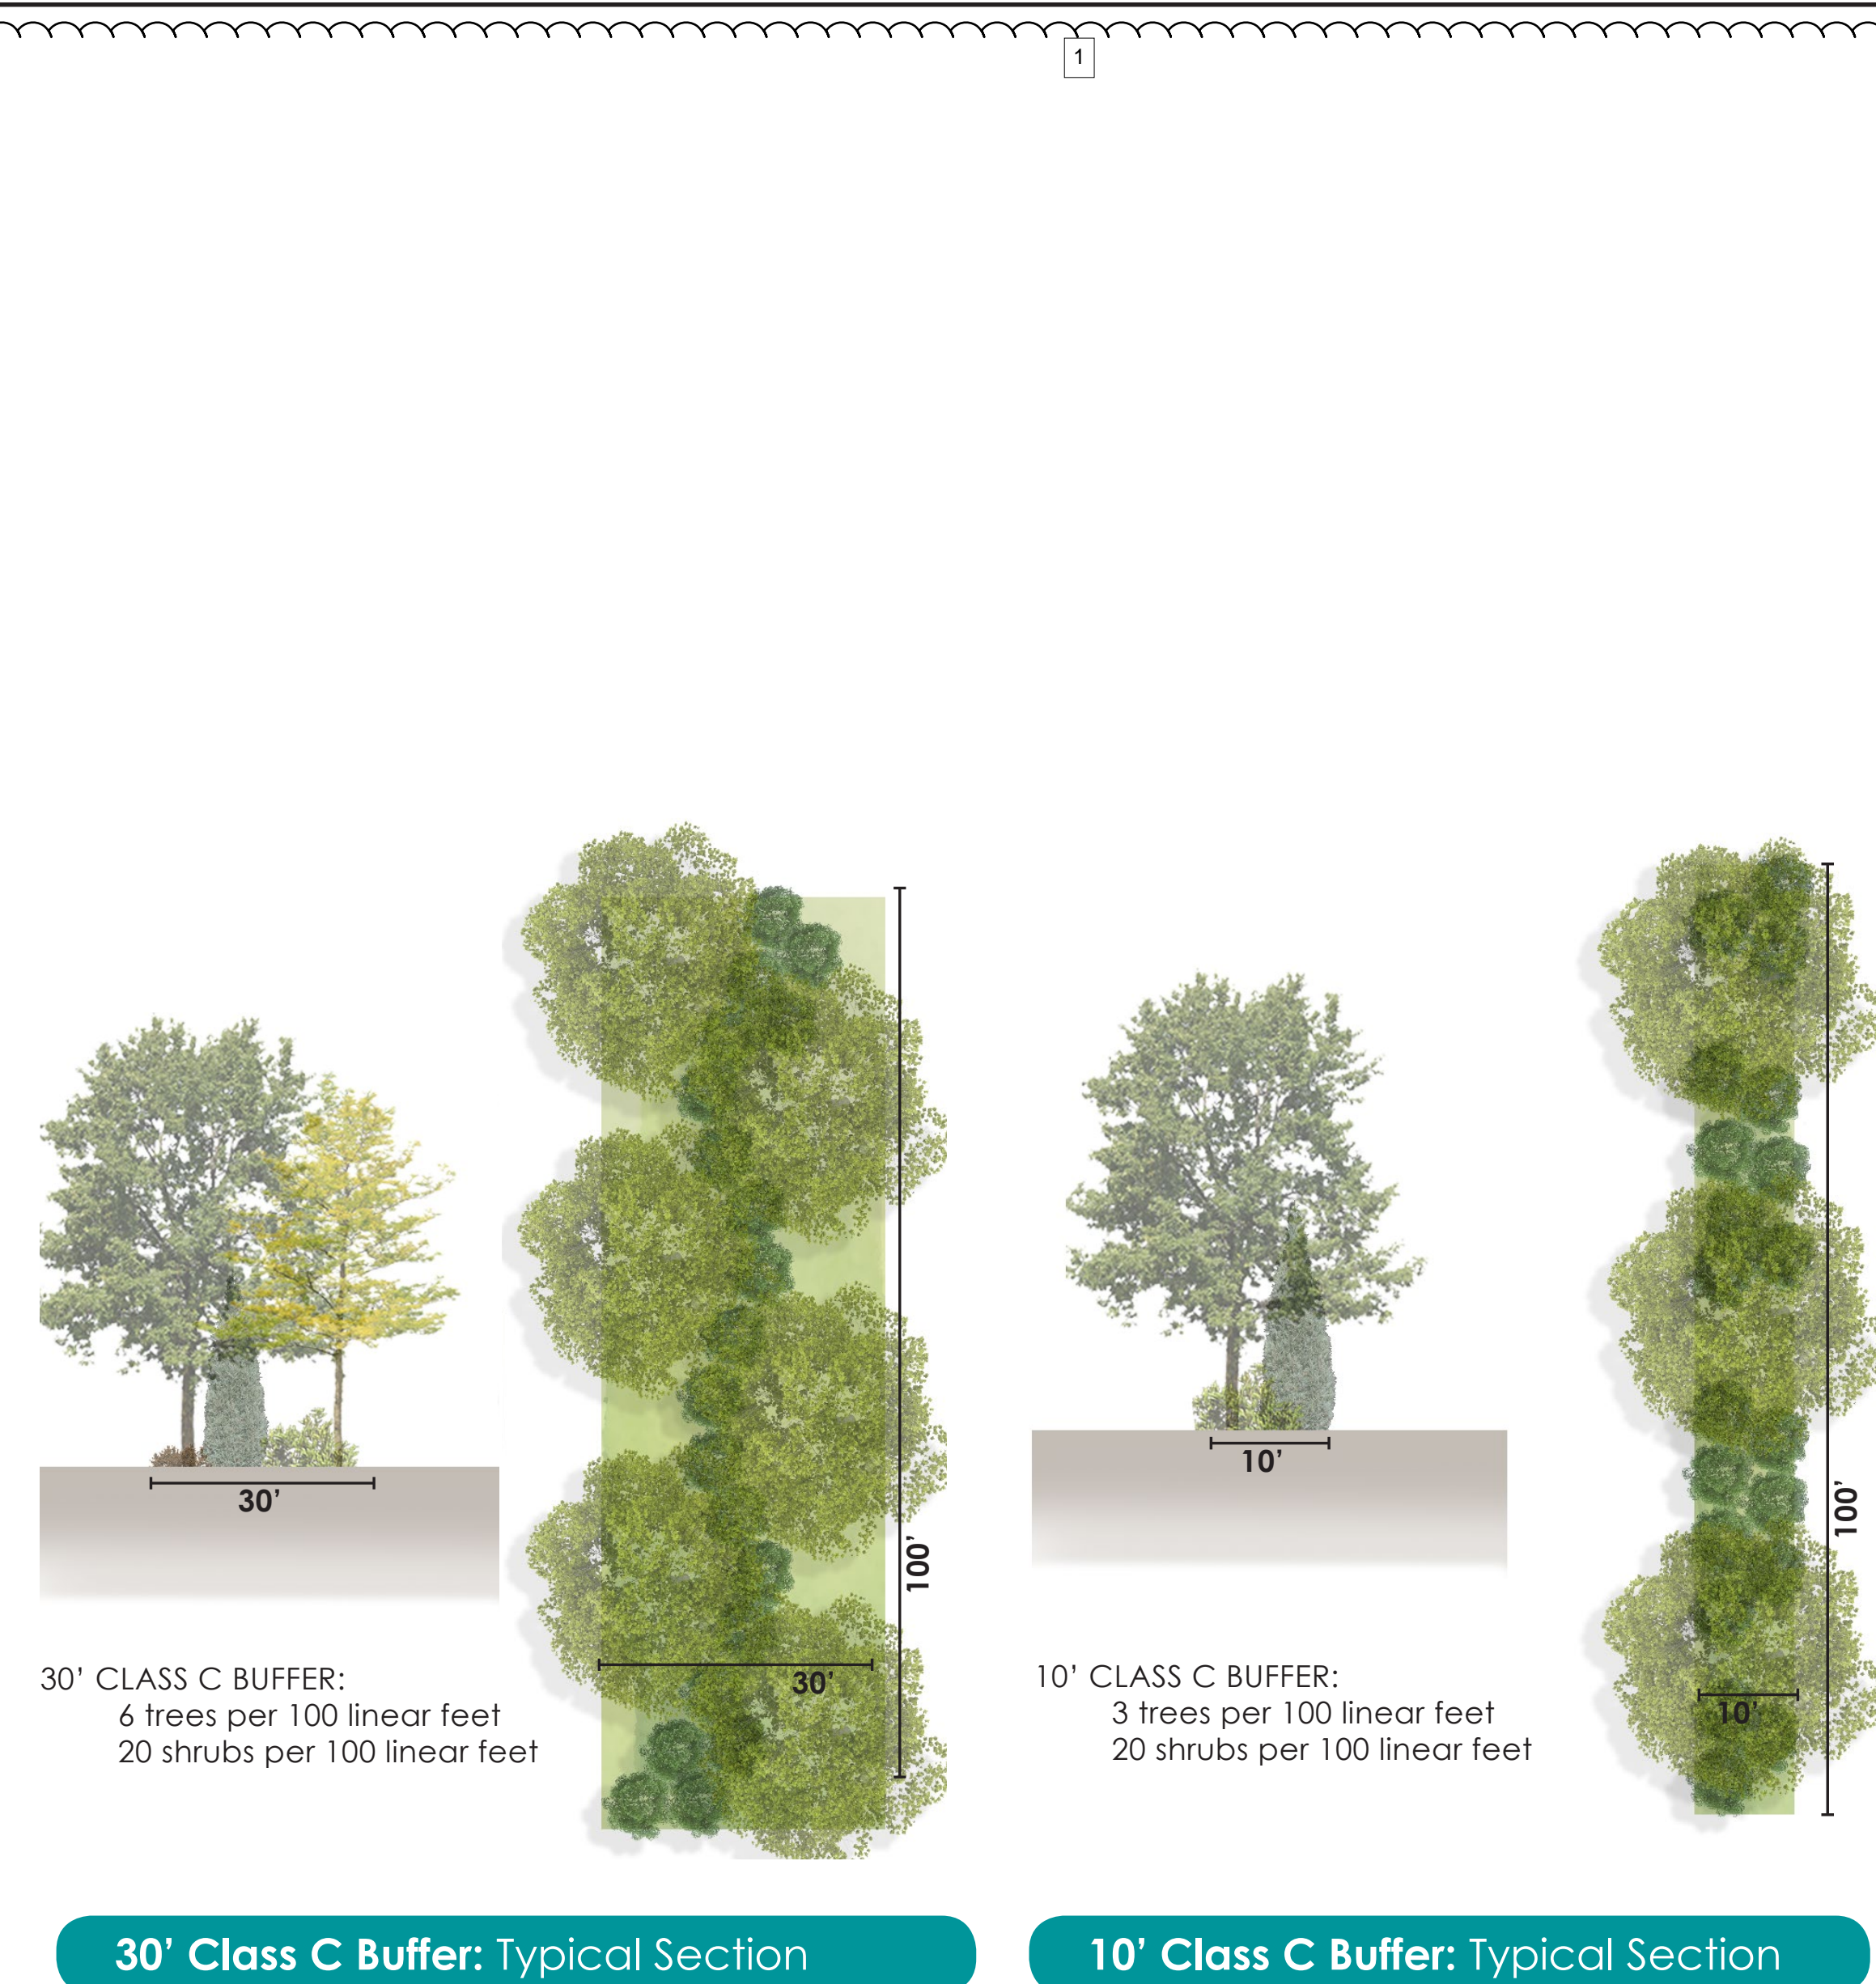 1
30’
30’
100’
30’ CLASS C BUFFER:
6 trees per 100 linear feet
20 shrubs per 100 linear feet
30’ Class C Buffer: Typical Section
10’
10’
100’
10’ CLASS C BUFFER:
3 trees per 100 linear feet
20 shrubs per 100 linear feet
10’ Class C Buffer: Typical Section